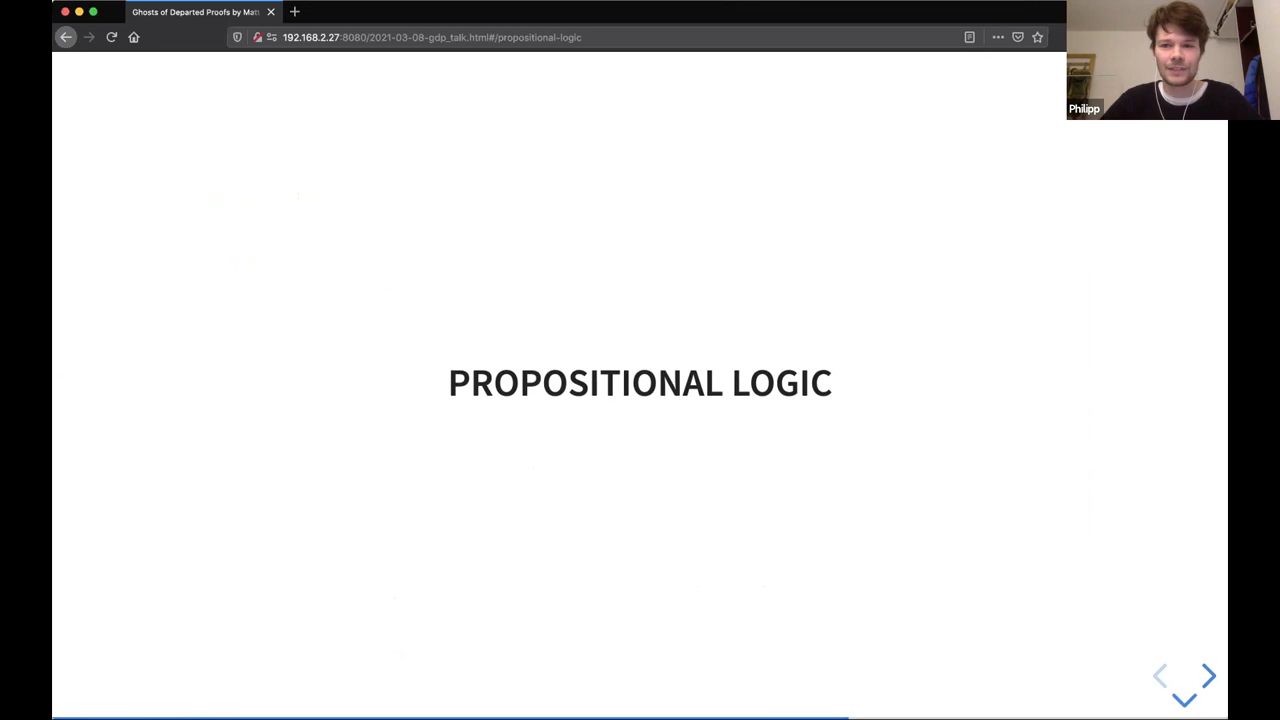 Ghosts of Departed Proofs by Matt
192.168.2.27:8080/2021-03-08-gdp_talk.html#/propositional-logic
Philipp
PROPOSITIONAL LOGIC